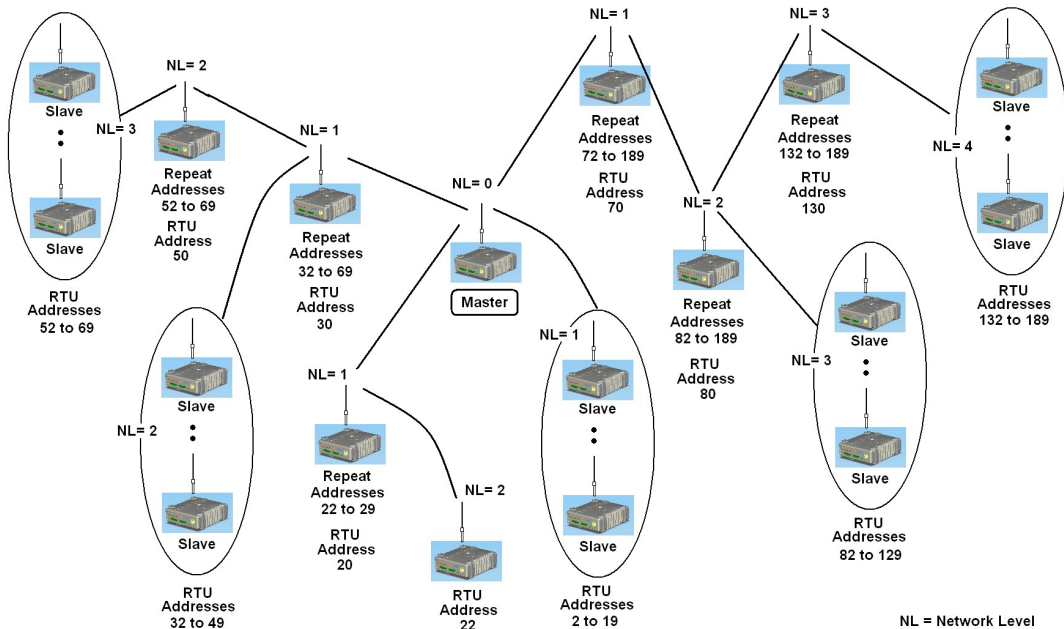 NL= 1
NL= 3
NL= 2
Slave
NL= 3
Slave
RTU
Addresses
52 to 69
Repeat
Addresses
52 to 69
RTU
Address
50
NL= 1
Repeat
Addresses
32 to 69
RTU
Address
30
NL= 0
Master
Repeat
Addresses
72 to 189
RTU
Address
70
Repeat
Addresses
132 to 189
RTU
Address
130
Slave
NL= 4
Slave
RTU
Addresses
132 to 189
NL= 2
Repeat
Addresses
82 to 189
RTU
Address
80
NL= 3
Slave
Slave
RTU
Addresses
82 to 129
NL= 2
Slave
Slave
RTU
Addresses
32 to 49
NL= 1
Repeat
Addresses
22 to 29
RTU
Address
20
NL= 2
RTU
Address
22
NL= 1
Slave
Slave
RTU
Addresses
2 to 19
NL = Network Level